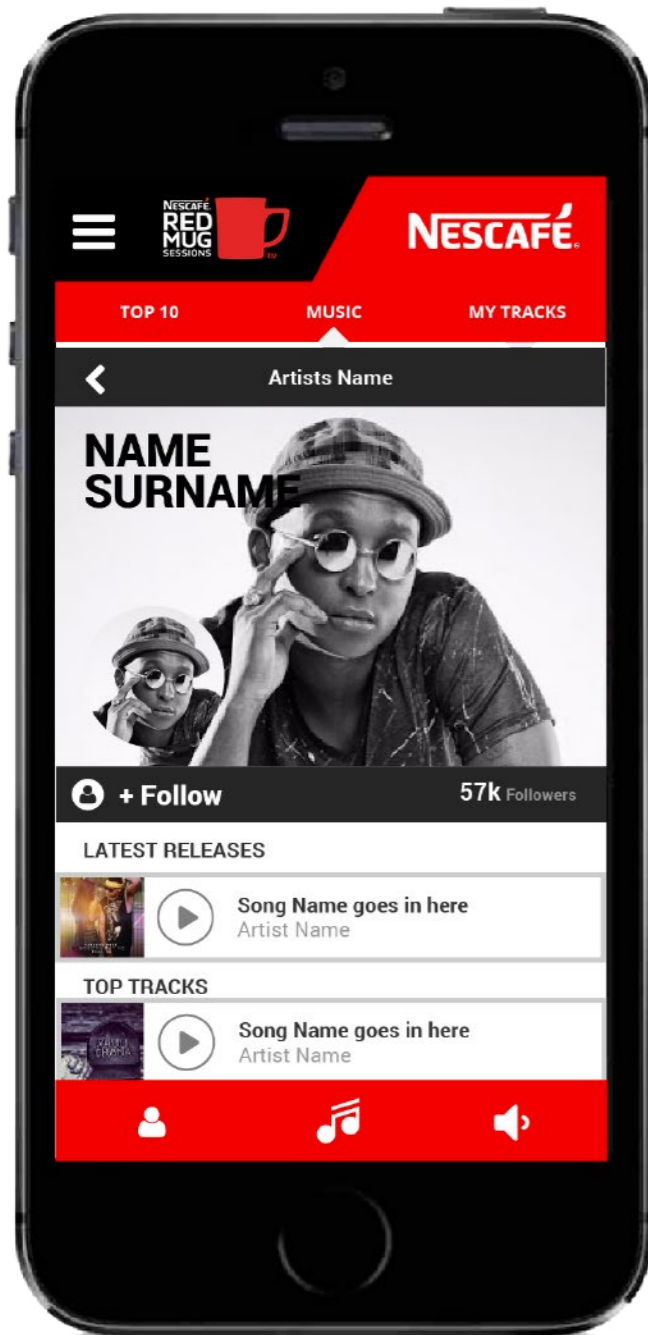 NESCAFÉ.
RED
MUG
SESSIONS
TM
NESCAFÉ®
TOP 10
MUSIC
MY TRACKS
Artists Name
NAME
SURNAME
+ Follow
57k Followers
LATEST RELEASES
Song Name goes in here
Artist Name
TOP TRACKS
Song Name goes in here
Artist Name